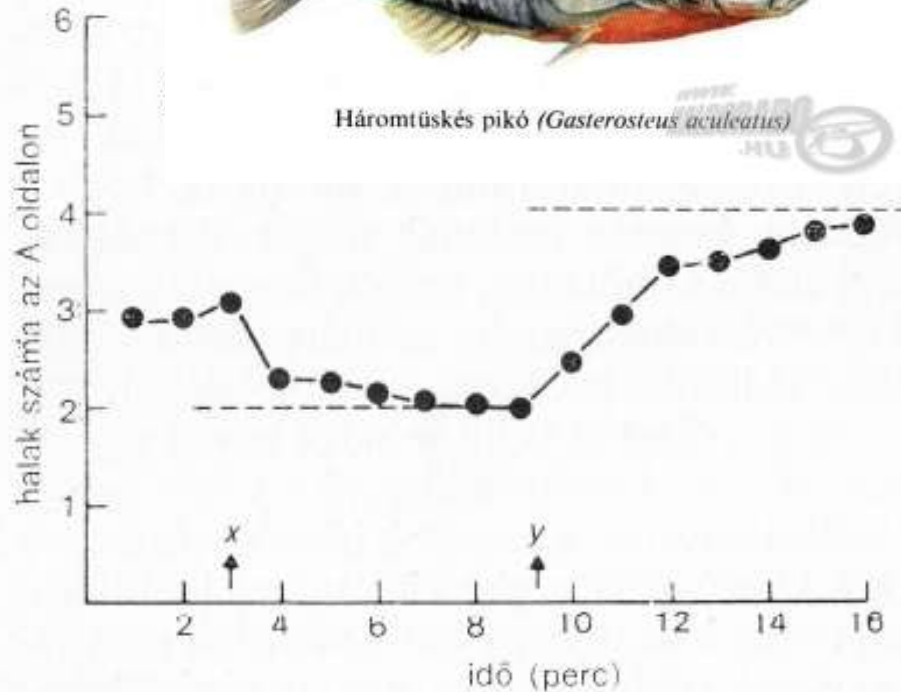 6
Háromtüskés pikó (Gasterosteus aculeatus)
5
4
3
2
1
halak száma az A oldalon
x
y
2 4 6 8 10 12 14 16
idő (perc)